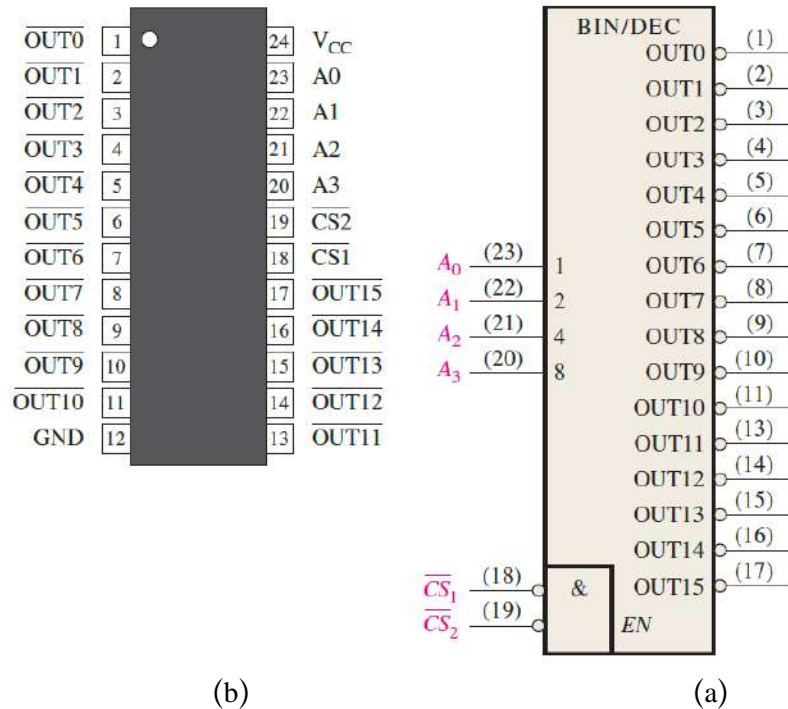 OUT0 1 24 VCC
OUT1 2 23 A0
OUT2 3 22 A1
OUT3 4 21 A2
OUT4 5 20 A3
OUT5 6 19 CS2
OUT6 7 18 CS1
OUT7 8 17 OUT15
OUT8 9 16 OUT14
OUT9 10 15 OUT13
OUT10 11 14 OUT12
GND 12 13 OUT11
(b)
BIN/DEC
OUT0 (1)
OUT1 (2)
OUT2 (3)
OUT3 (4)
OUT4 (5)
OUT5 (6)
A0 (23) 1 OUT6 (7)
A1 (22) 2 OUT7 (8)
A2 (21) 4 OUT8 (9)
A3 (20) 8 OUT9 (10)
OUT10 (11)
OUT11 (13)
OUT12 (14)
OUT13 (15)
OUT14 (16)
CS1 (18) & OUT15 (17)
CS2 (19) EN
(a)